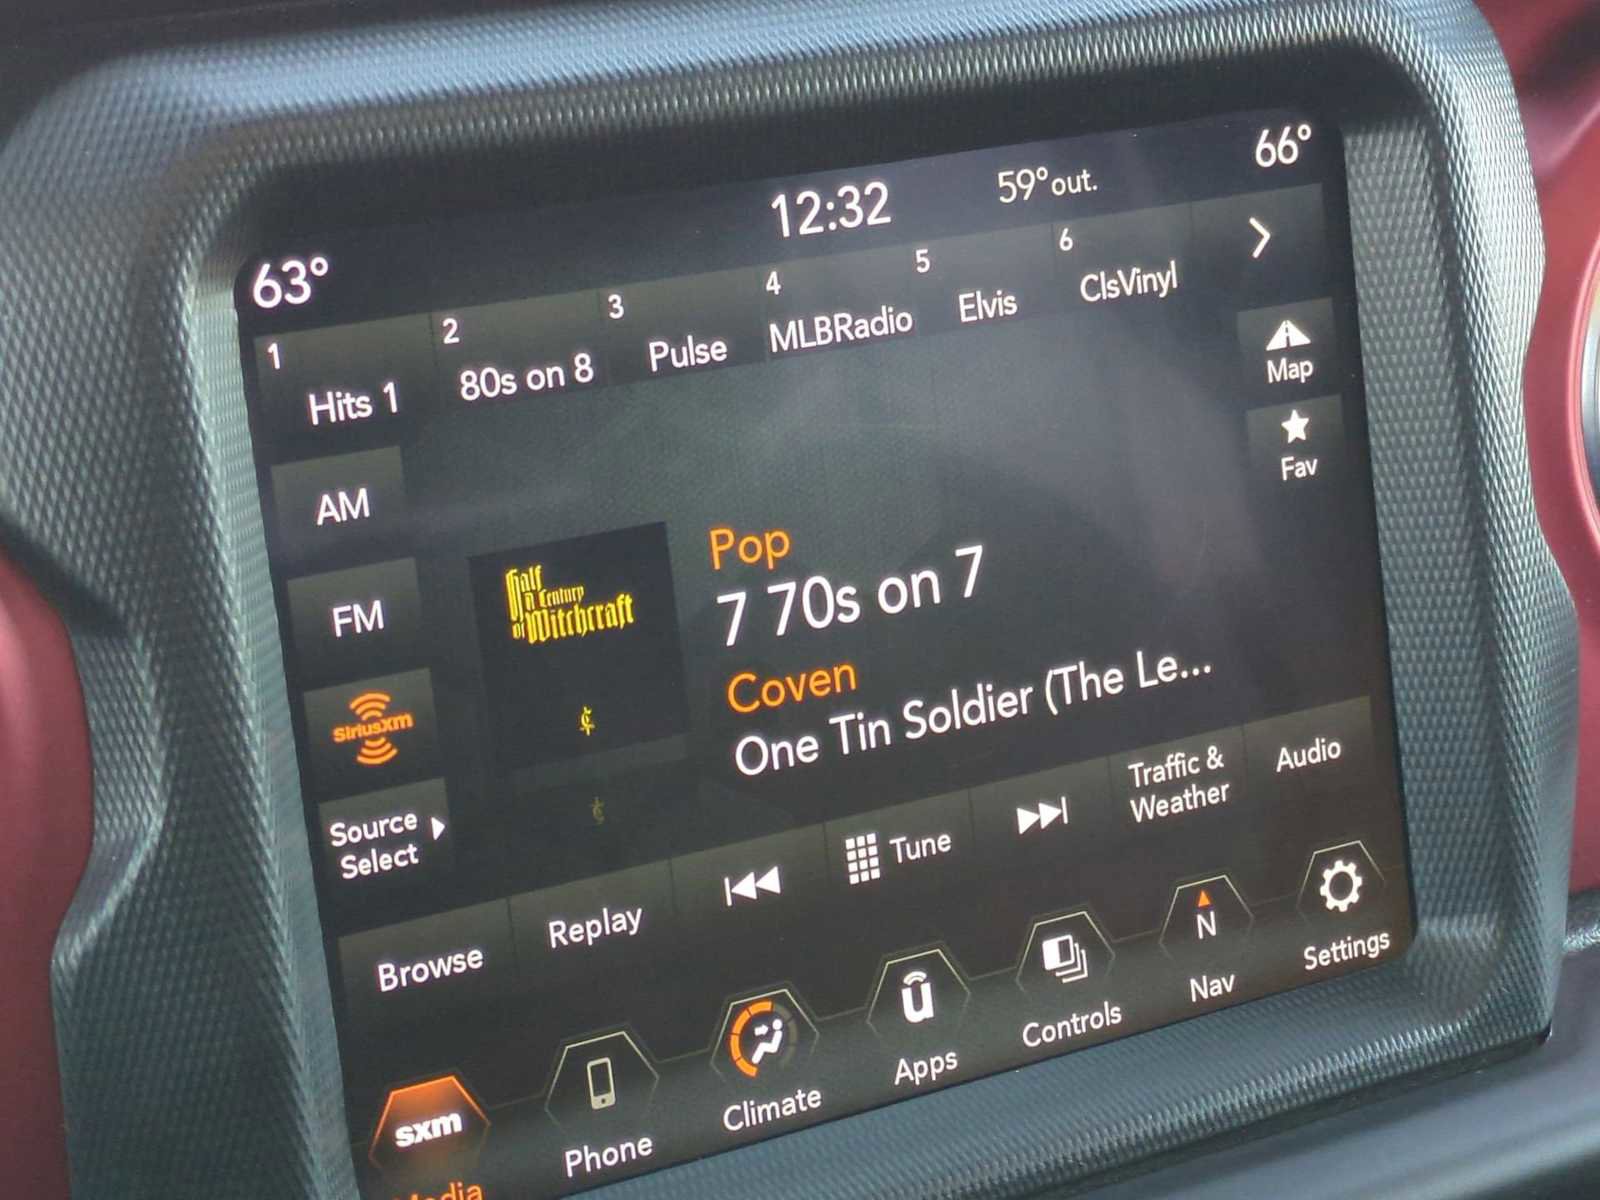 63°
12:32
59° out.
66°
1
Hits 1
2
80s on 8
3
Pulse
4
MLBRadio
5
Elvis
6
ClsVinyl
Map
Fav
AM
FM
SiriusXM
Source
Select
Half
a Century
of Witchcraft
Pop
7 70s on 7
Coven
One Tin Soldier (The Le...
Browse
Replay
Tune
Traffic &
Weather
Audio
sxm
Media
Phone
Climate
u
Apps
Controls
N
Nav
Settings